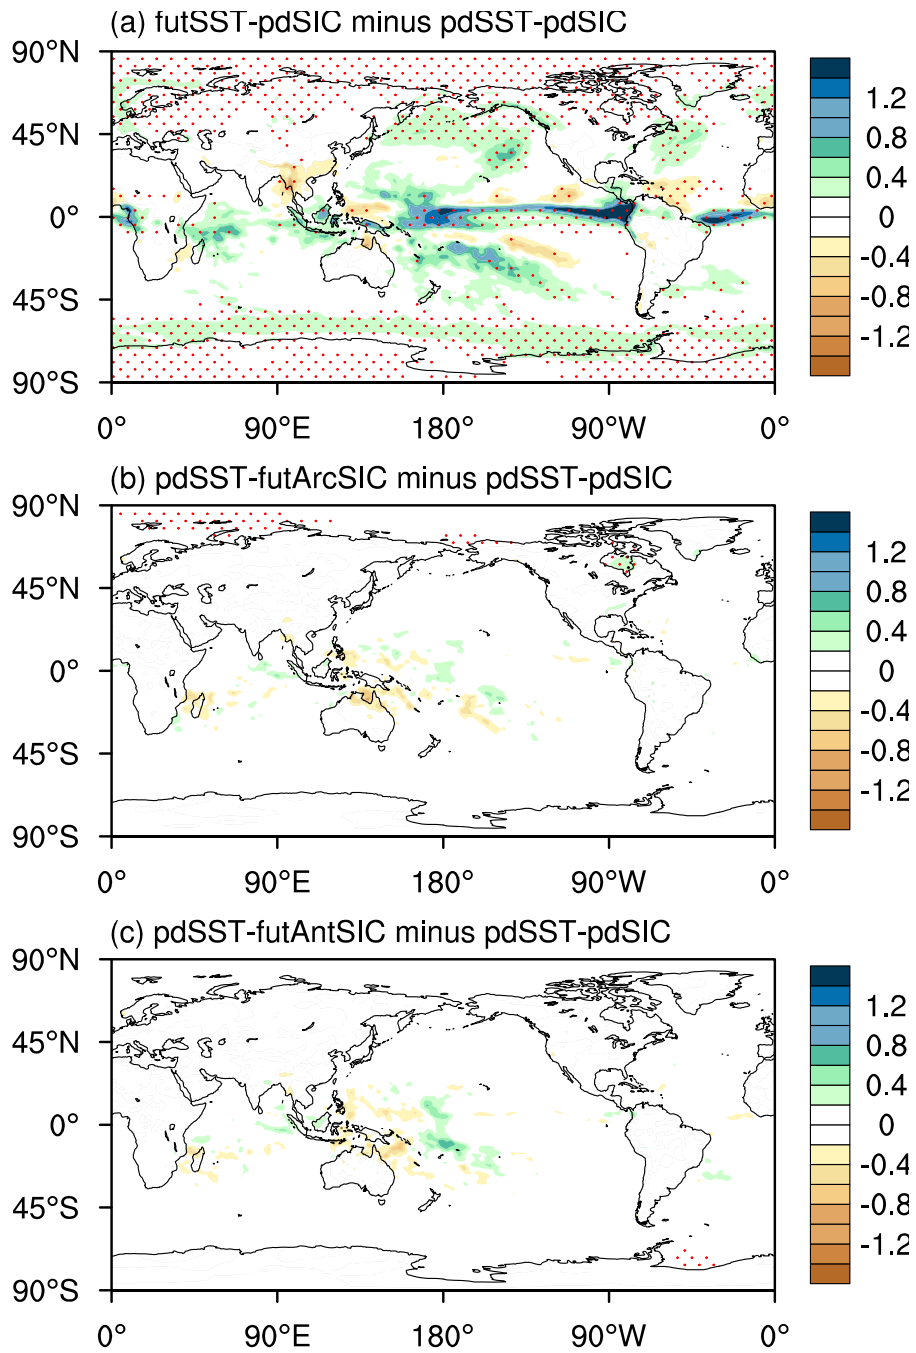 (a) futSST-pdSIC minus pdSST-pdSIC
90°N
45°N
0°
45°S
90°S
0° 90°E 180° 90°W 0°
1.2
0.8
0.4
0
-0.4
-0.8
-1.2
(b) pdSST-futArcSIC minus pdSST-pdSIC
90°N
45°N
0°
45°S
90°S
0° 90°E 180° 90°W 0°
1.2
0.8
0.4
0
-0.4
-0.8
-1.2
(c) pdSST-futAntSIC minus pdSST-pdSIC
90°N
45°N
0°
45°S
90°S
0° 90°E 180° 90°W 0°
1.2
0.8
0.4
0
-0.4
-0.8
-1.2